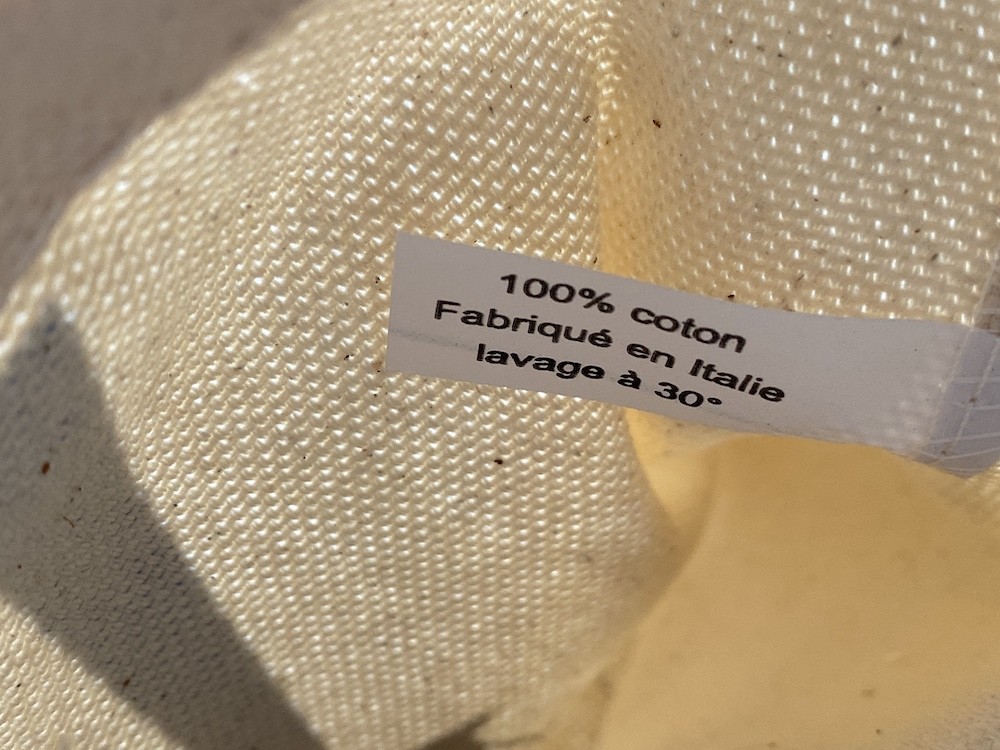 100% coton
Fabriqué en Italie
lavage à 30°